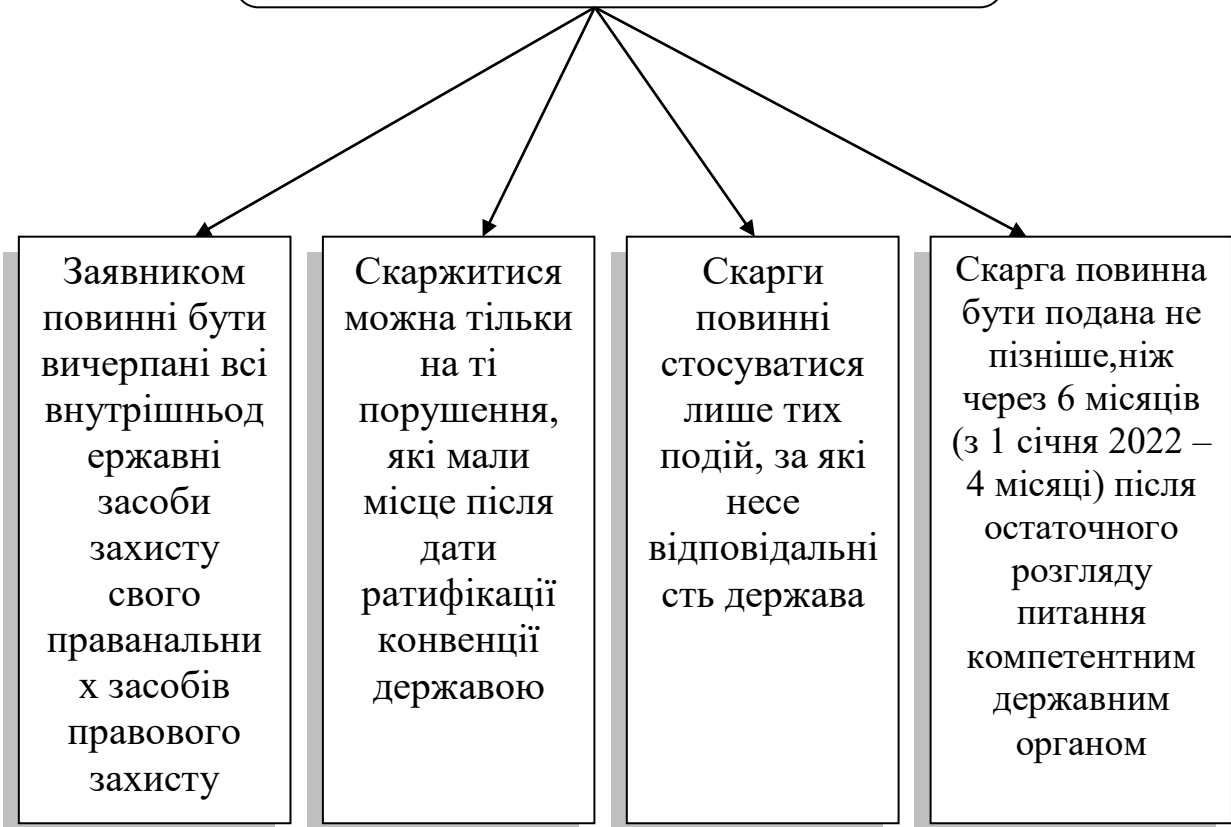 Заявником
повинні бути
вичерпані всі
внутрішньод
ержавні
засоби
захисту
свого
праванальни
х засобів
правового
захисту
Скаржитися
можна тільки
на ті
порушення,
які мали
місце після
дати
ратифікації
конвенції
державою
Скарги
повинні
стосуватися
лише тих
подій, за які
несе
відповідальні
сть держава
Скарга повинна
бути подана не
пізніше,ніж
через 6 місяців
(з 1 січня 2022 –
4 місяці) після
остаточного
розгляду
питання
компетентним
державним
органом